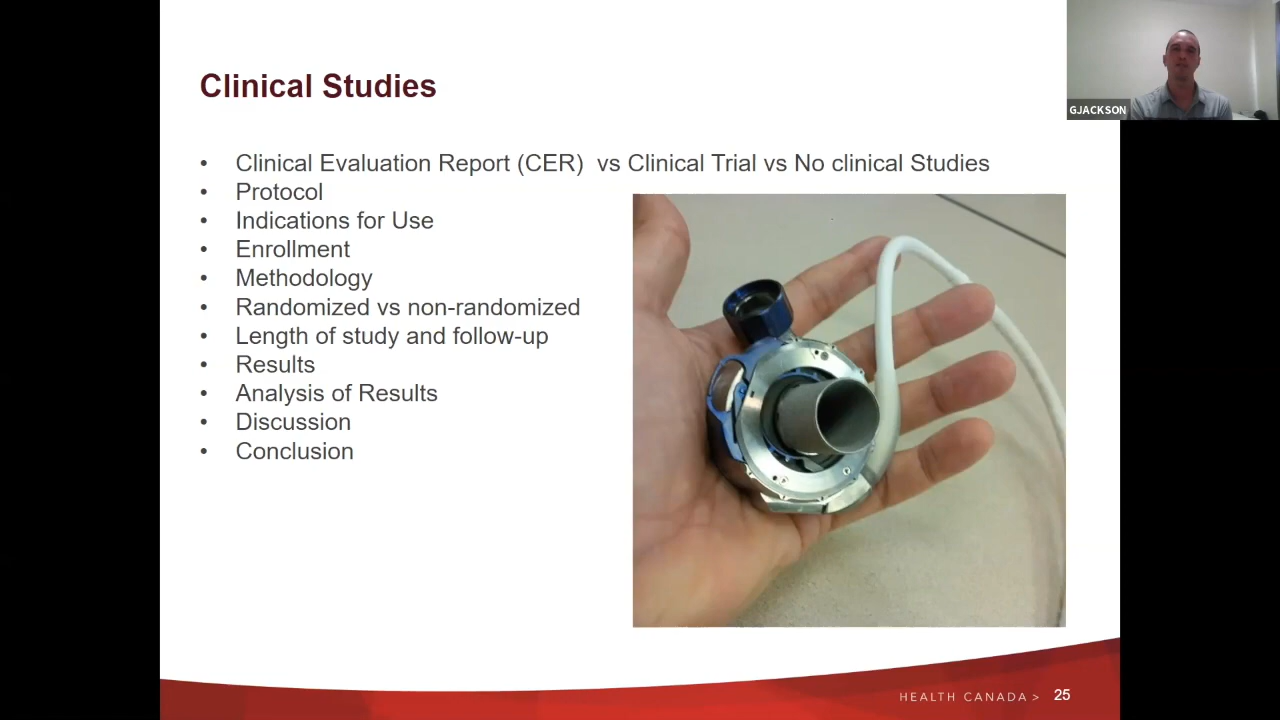 Clinical Studies
GJACKSON
• Clinical Evaluation Report (CER) vs Clinical Trial vs No clinical Studies
• Protocol
• Indications for Use
• Enrollment
• Methodology
• Randomized vs non-randomized
• Length of study and follow-up
• Results
• Analysis of Results
• Discussion
• Conclusion
HEALTH CANADA > 25